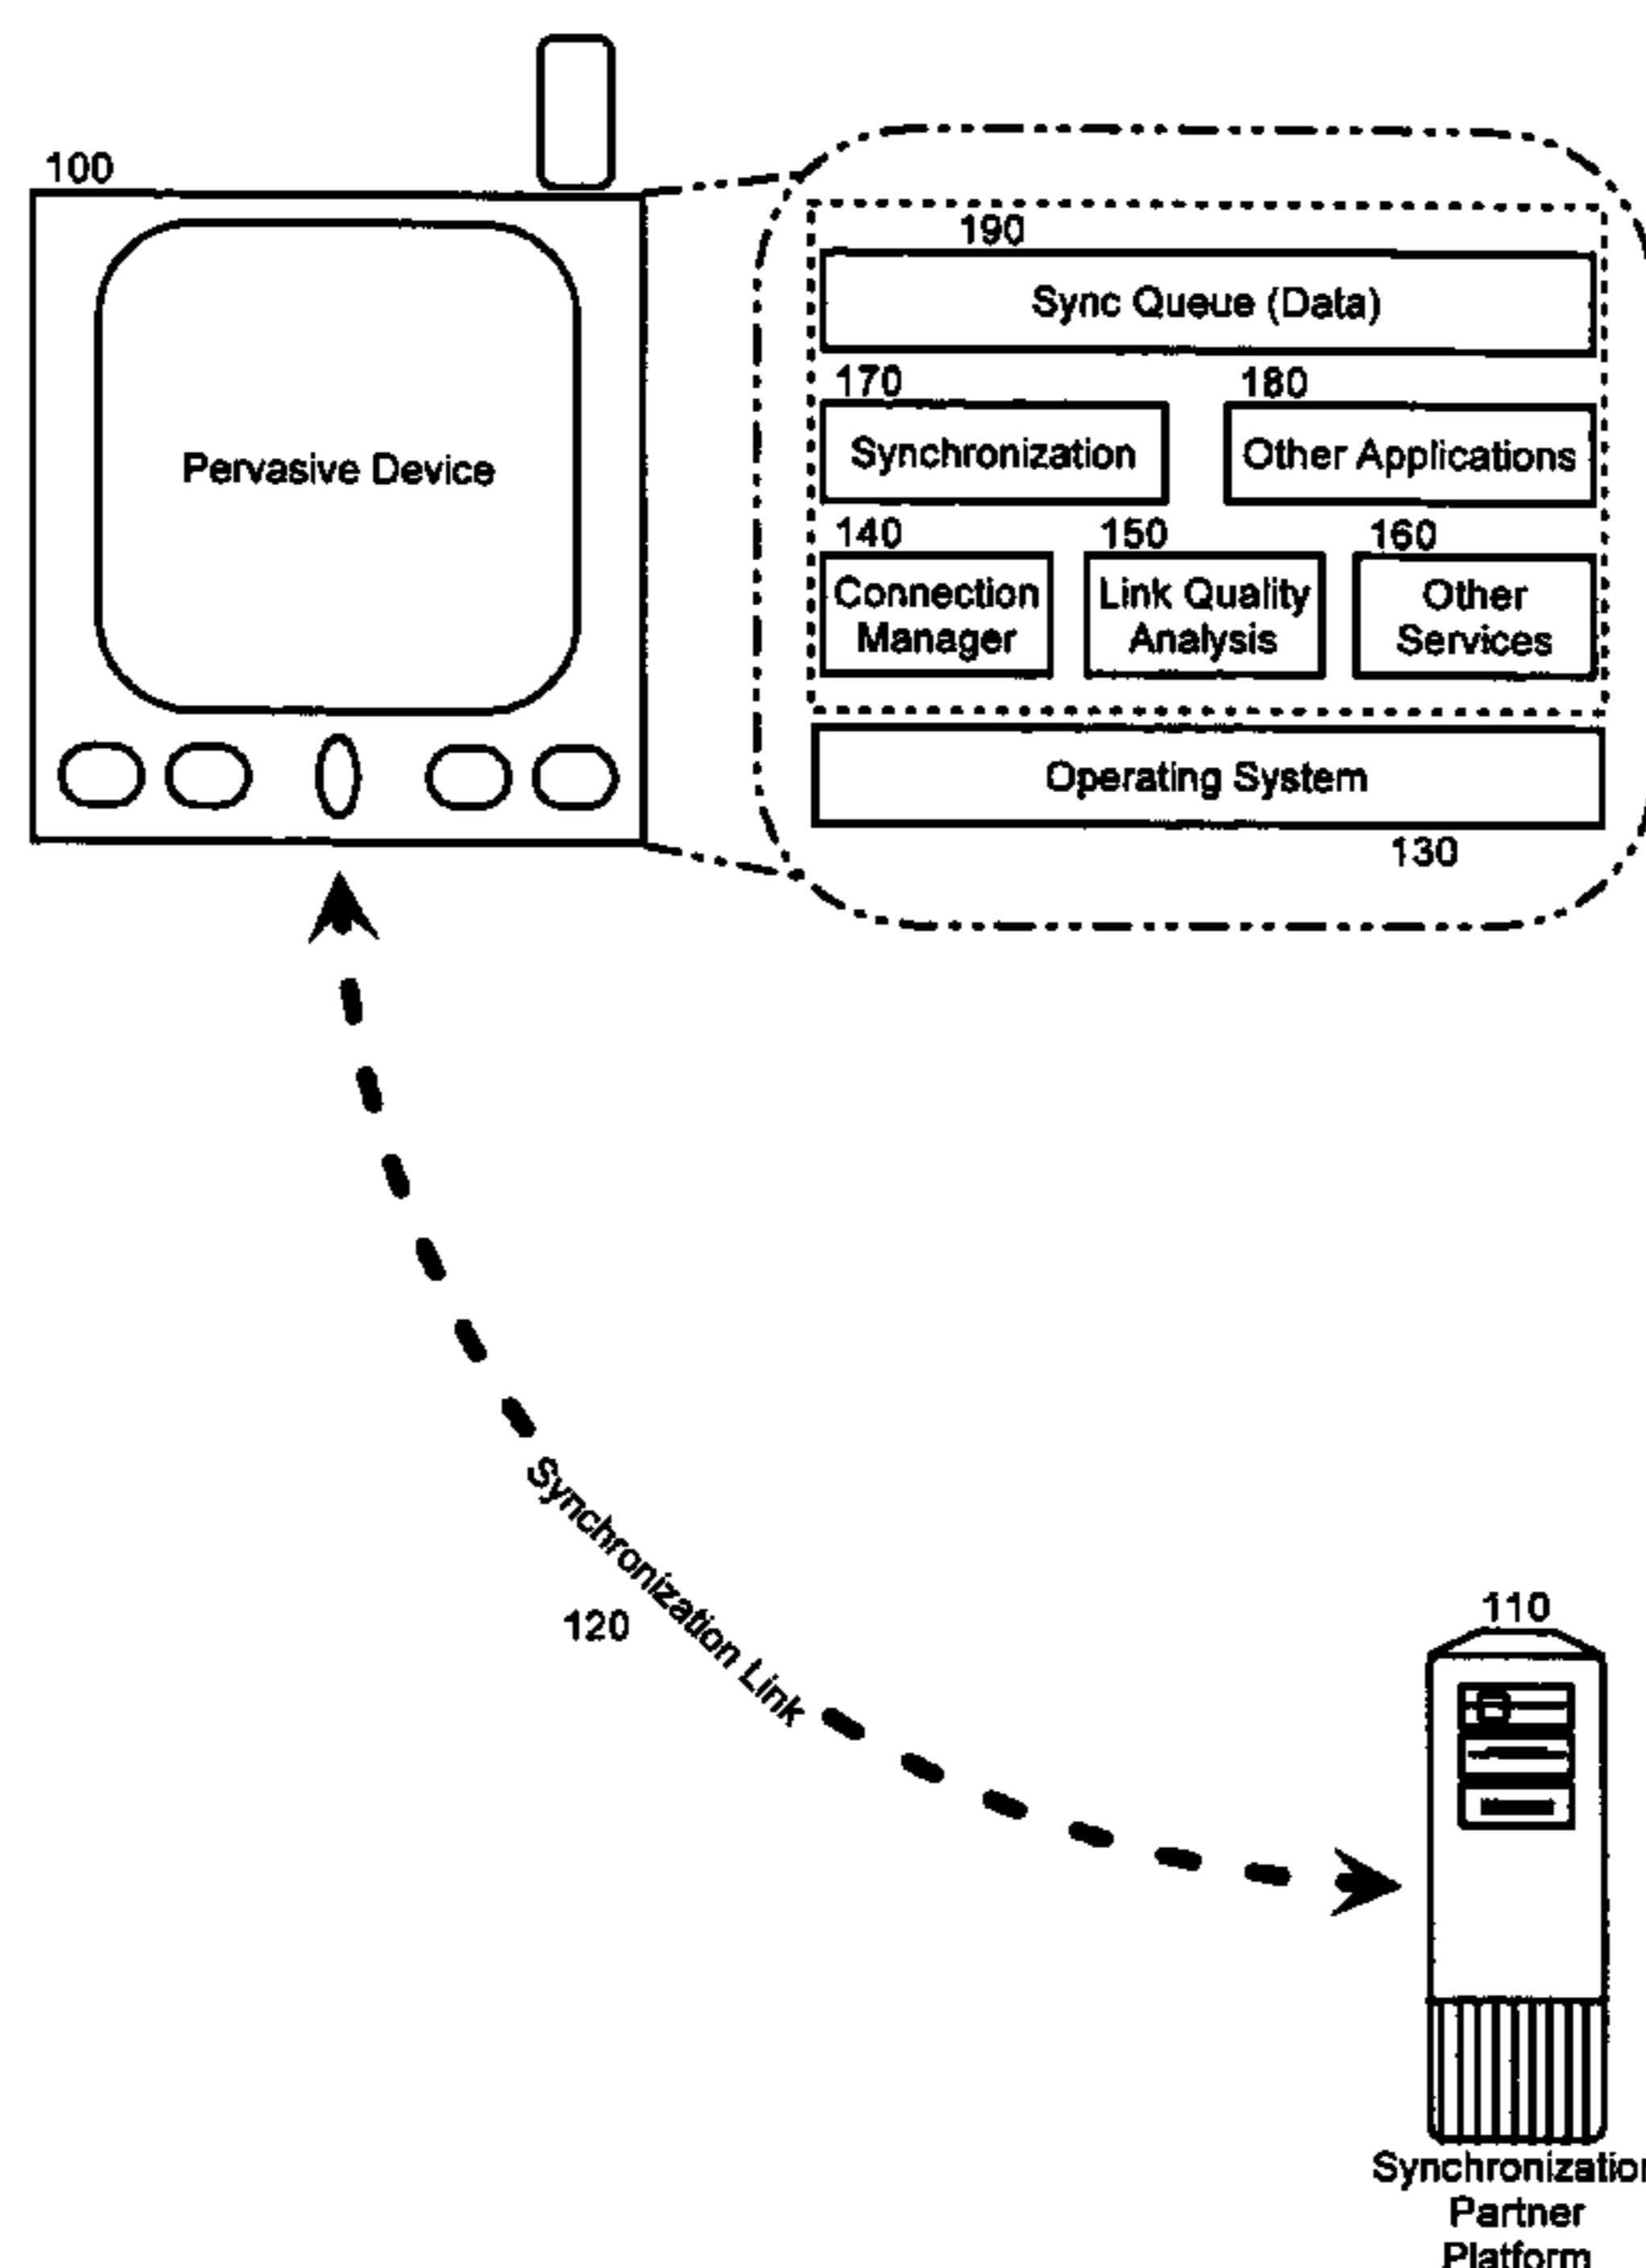 100
Pervasive Device
190
Sync Queue (Data)
170
180
Synchronization
Other Applications
140
150
160
Connection
Manager
Link Quality
Analysis
Other
Services
Operating System
130
Synchronization Link
120
110
Synchronization
Partner
Platform